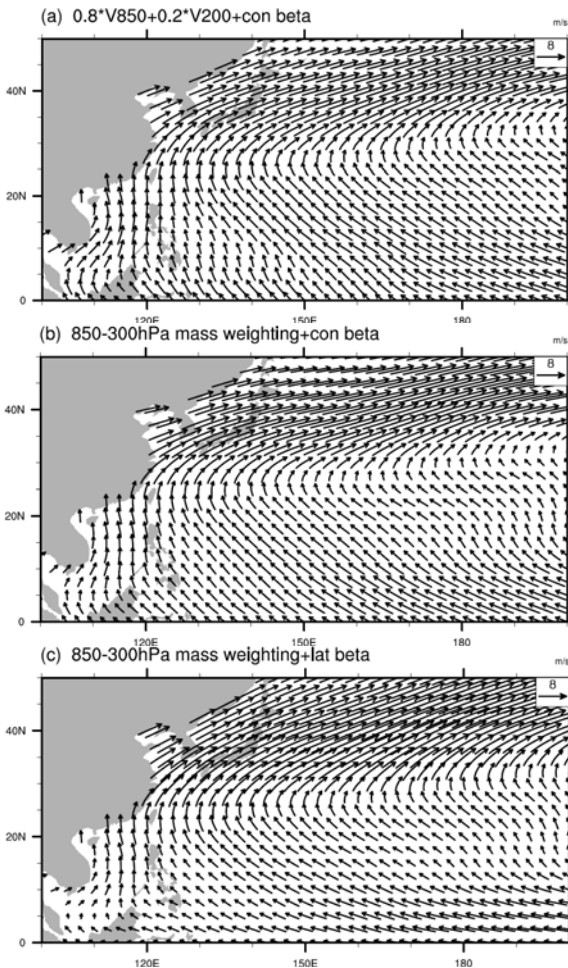 (a) 0.8*V850+0.2*V200+con beta
m/s
8
40N
20N
0
120E 150E 180
(b) 850-300hPa mass weighting+con beta
m/s
8
40N
20N
0
120E 150E 180
(c) 850-300hPa mass weighting+lat beta
m/s
8
40N
20N
0
120E 150E 180